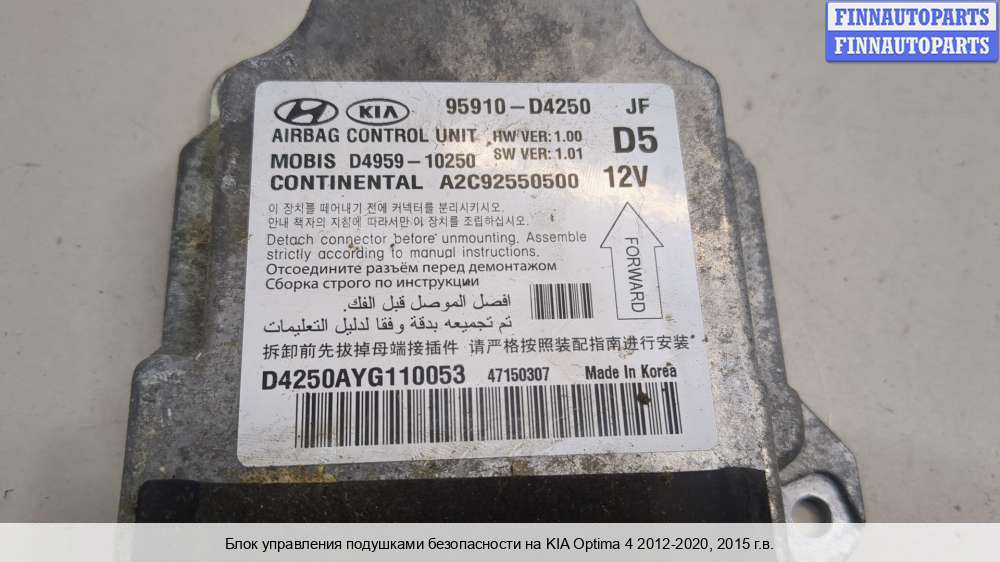 FINNAUTOPARTS
FINNAUTOPARTS
HYUNDAI KIA 95910-D4250 JF
AIRBAG CONTROL UNIT HW VER: 1.00 D5
MOBIS D4959-10250 SW VER: 1.01
CONTINENTAL A2C92550500 12V
이 장치를 떼어내기 전에 커넥터를 분리시키시오.
안내 책자의 지침에 따라서만 이 장치를 조립하십시오.
Detach connector before unmounting. Assemble
strictly according to manual instructions.
FORWARD
Отсоедините разъём перед демонтажом
Сборка строго по инструкции
افصل الموصل قبل الفك.
تم تجميعه بدقة وفقا لدليل التعليمات
拆卸前先拔掉母端接插件 请严格按照装配指南进行安装
D4250AYG110053 47150307 Made In Korea
Блок управления подушками безопасности на KIA Optima 4 2012-2020, 2015 г.в.